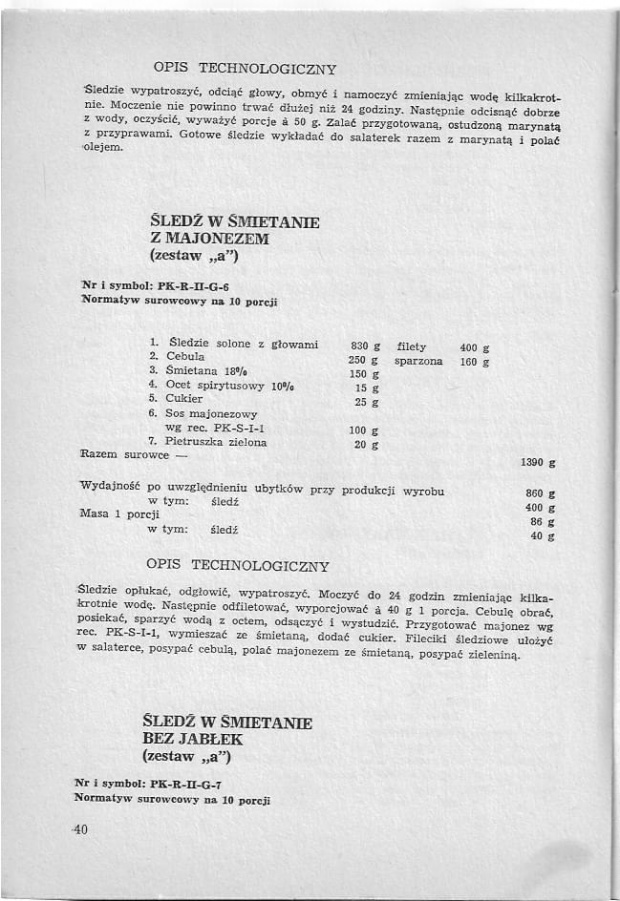 OPIS TECHNOLOGICZNY
Śledzie wypatroszyć, odciąć głowy, obmyć i namoczyć zmieniając wodę kilkakrot-
nie. Moczenie nie powinno trwać dłużej niż 24 godziny. Następnie odcisnąć dobrze
z wody, oczyścić, wyważyć porcje à 50 g. Zalać przygotowaną, ostudzoną marynatą
z przyprawami. Gotowe śledzie wykładać do salaterek razem z marynatą i polać
olejem.
ŚLEDŹ W ŚMIETANIE
Z MAJONEZEM
(zestaw „a”)
Nr i symbol: PK-R-II-G-6
Normatyw surowcowy na 10 porcji
1. Śledzie solone z głowami 830 g filety 400 g
2. Cebula 250 g sparzona 160 g
3. Śmietana 18% 150 g
4. Ocet spirytusowy 10% 15 g
5. Cukier 25 g
6. Sos majonezowy
wg rec. PK-S-I-1 100 g
7. Pietruszka zielona 20 g
Razem surowce — 1390 g
Wydajność po uwzględnieniu ubytków przy produkcji wyrobu 860 g
w tym: śledź 400 g
Masa 1 porcji 86 g
w tym: śledź 40 g
OPIS TECHNOLOGICZNY
Śledzie opłukać, odgłowić, wypatroszyć. Moczyć do 24 godzin zmieniając kilka-
krotnie wodę. Następnie odfiletować, wyporcjować à 40 g 1 porcja. Cebulę obrać,
posiekać, sparzyć wodą z octem, odsączyć i wystudzić. Przygotować majonez wg
rec. PK-S-I-1, wymieszać ze śmietaną, dodać cukier. Fileciki śledziowe ułożyć
w salaterce, posypać cebulą, polać majonezem ze śmietaną, posypać zieleniną.
ŚLEDŹ W ŚMIETANIE
BEZ JABŁEK
(zestaw „a”)
Nr i symbol: PK-R-II-G-7
Normatyw surowcowy na 10 porcji
40